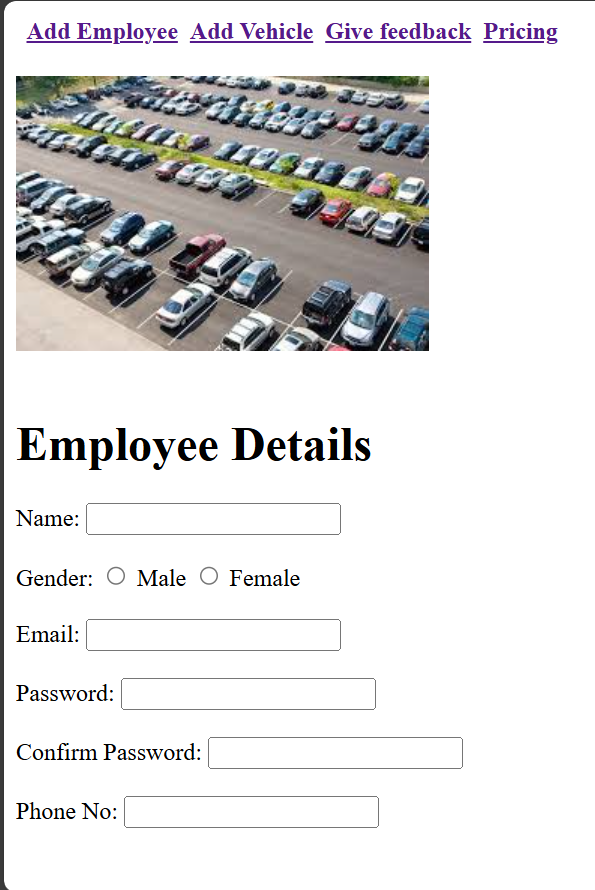 Add Employee Add Vehicle Give feedback Pricing
Employee Details
Name:
Gender: Male Female
Email:
Password:
Confirm Password:
Phone No: